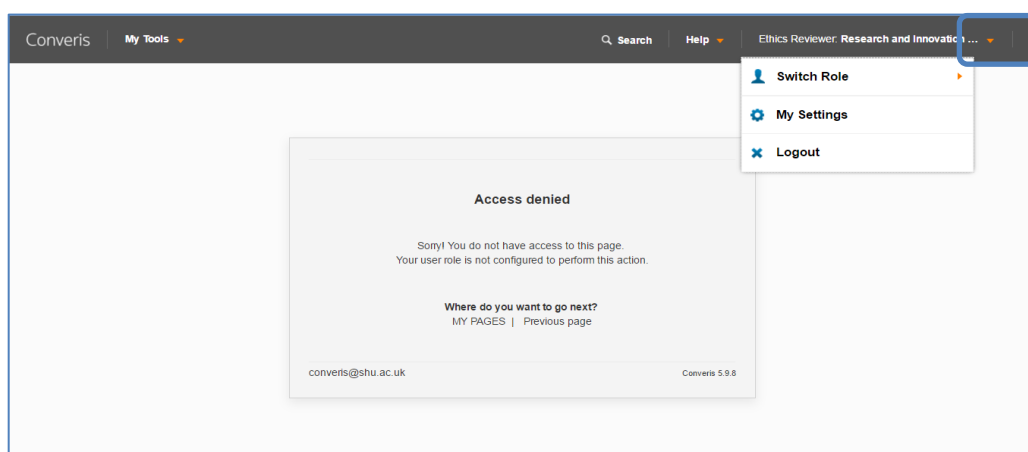 Converis My Tools Search Help Ethics Reviewer: Research and Innovation ...
Switch Role
My Settings
Logout
Access denied
Sorry! You do not have access to this page.
Your user role is not configured to perform this action.
Where do you want to go next?
MY PAGES | Previous page
converis@shu.ac.uk Converis 5.9.8